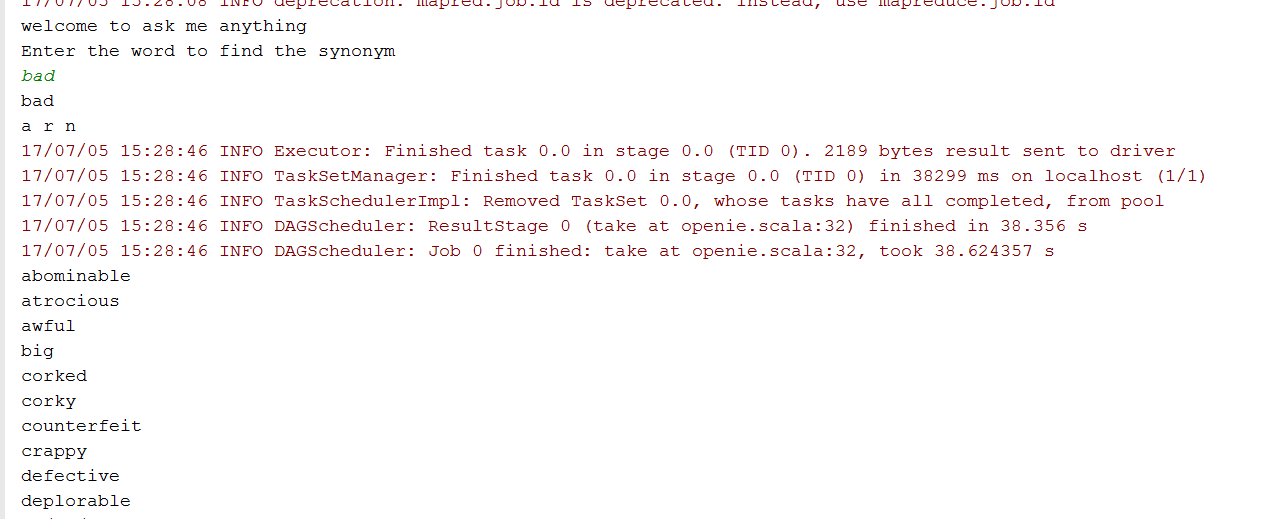 17/07/05 15:28:08 INFO deprecation: mapred.job.id is deprecated. Instead, use mapreduce.job.id
welcome to ask me anything
Enter the word to find the synonym
bad
bad
a r n
17/07/05 15:28:46 INFO Executor: Finished task 0.0 in stage 0.0 (TID 0). 2189 bytes result sent to driver
17/07/05 15:28:46 INFO TaskSetManager: Finished task 0.0 in stage 0.0 (TID 0) in 38299 ms on localhost (1/1)
17/07/05 15:28:46 INFO TaskSchedulerImpl: Removed TaskSet 0.0, whose tasks have all completed, from pool
17/07/05 15:28:46 INFO DAGScheduler: ResultStage 0 (take at openie.scala:32) finished in 38.356 s
17/07/05 15:28:46 INFO DAGScheduler: Job 0 finished: take at openie.scala:32, took 38.624357 s
abominable
atrocious
awful
big
corked
corky
counterfeit
crappy
defective
deplorable